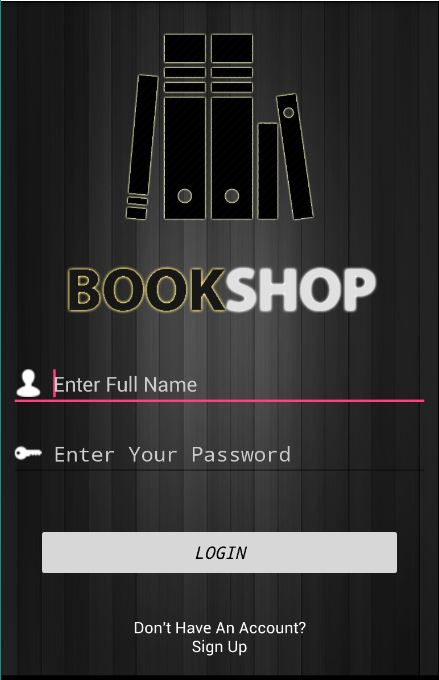 BOOKSHOP
Enter Full Name
Enter Your Password
LOGIN
Don't Have An Account?
Sign Up